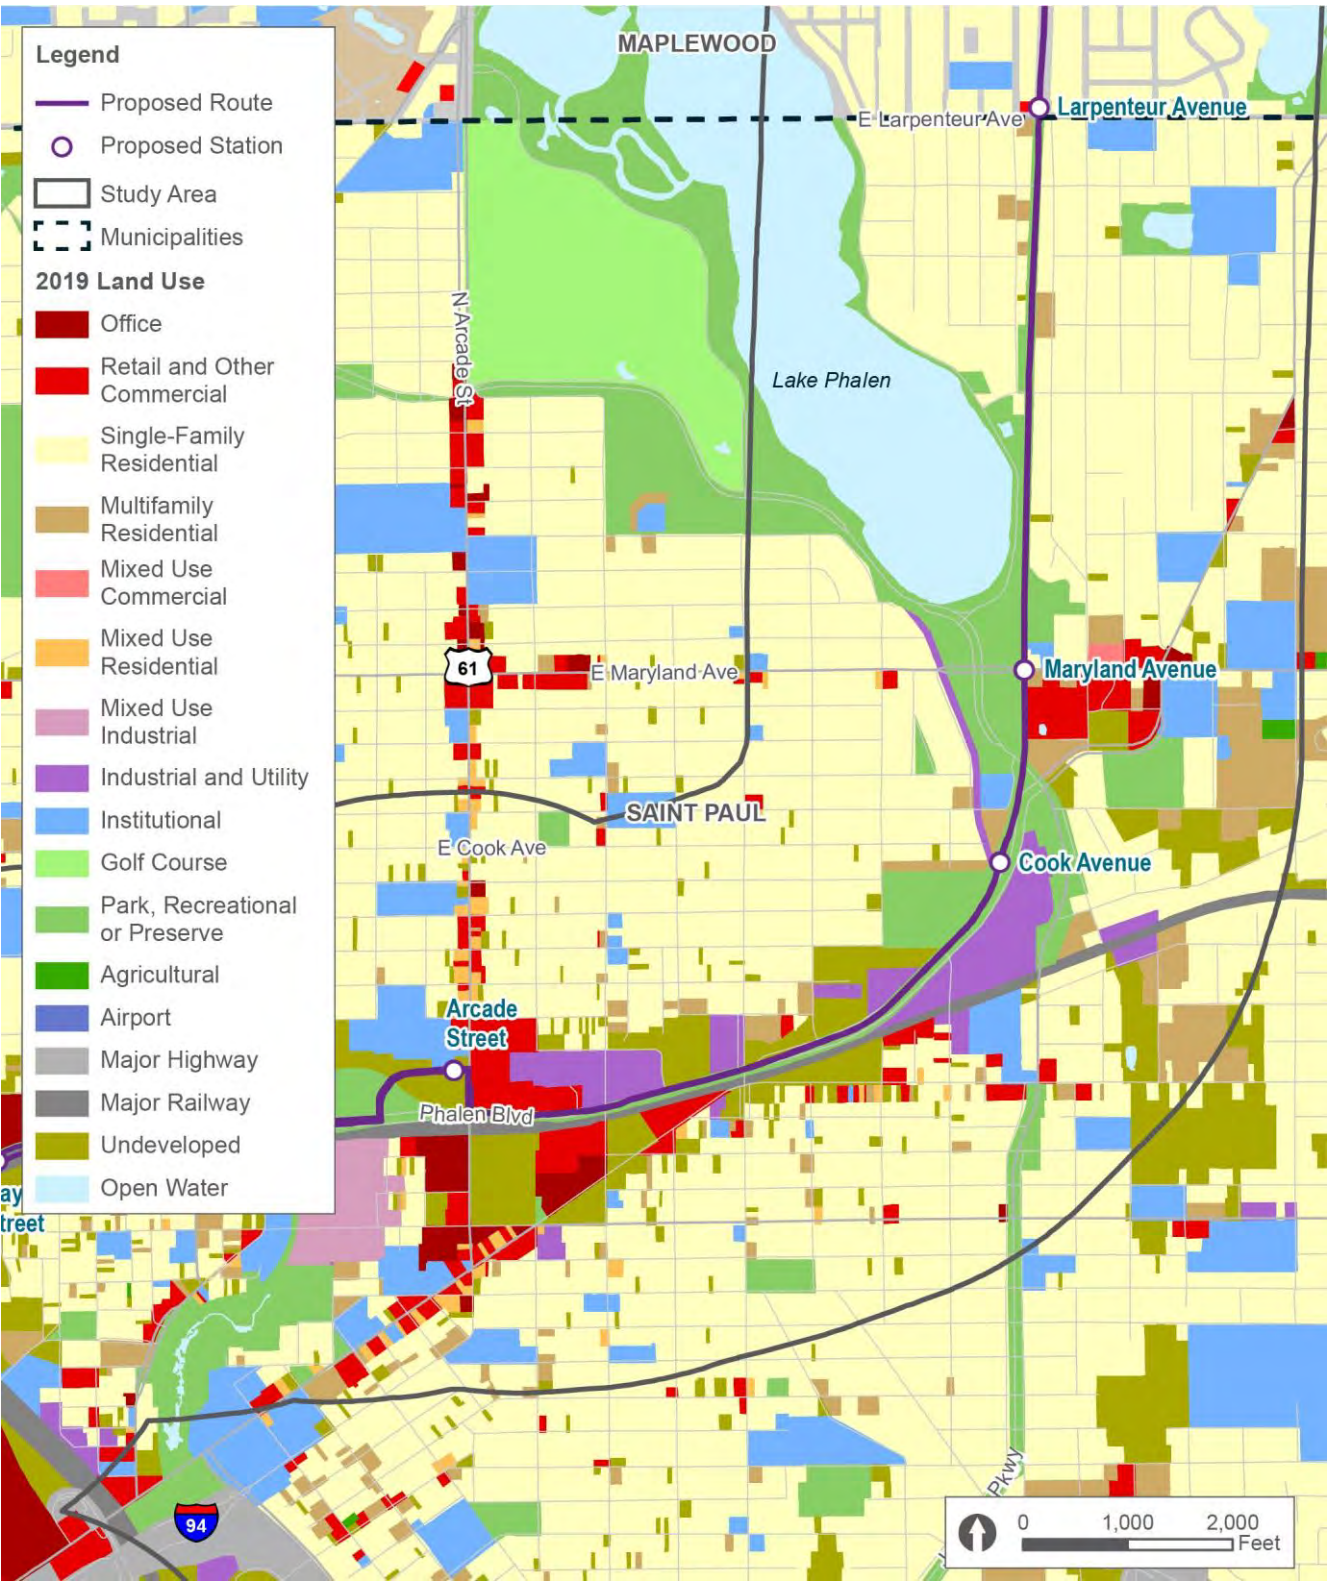 Legend
Proposed Route
Proposed Station
Study Area
Municipalities
2019 Land Use
Office
Retail and Other
Commercial
Single-Family
Residential
Multifamily
Residential
Mixed Use
Commercial
Mixed Use
Residential
Mixed Use
Industrial
Industrial and Utility
Institutional
Golf Course
Park, Recreational
or Preserve
Agricultural
Airport
Major Highway
Major Railway
Undeveloped
Open Water
MAPLEWOOD
E Larpenteur Ave
Larpenteur Avenue
N Arcade St
Lake Phalen
61
E Maryland Ave
Maryland Avenue
SAINT PAUL
E Cook Ave
Cook Avenue
Arcade
Street
Phalen Blvd
ay
treet
94
Pkwy
0 1,000 2,000
Feet